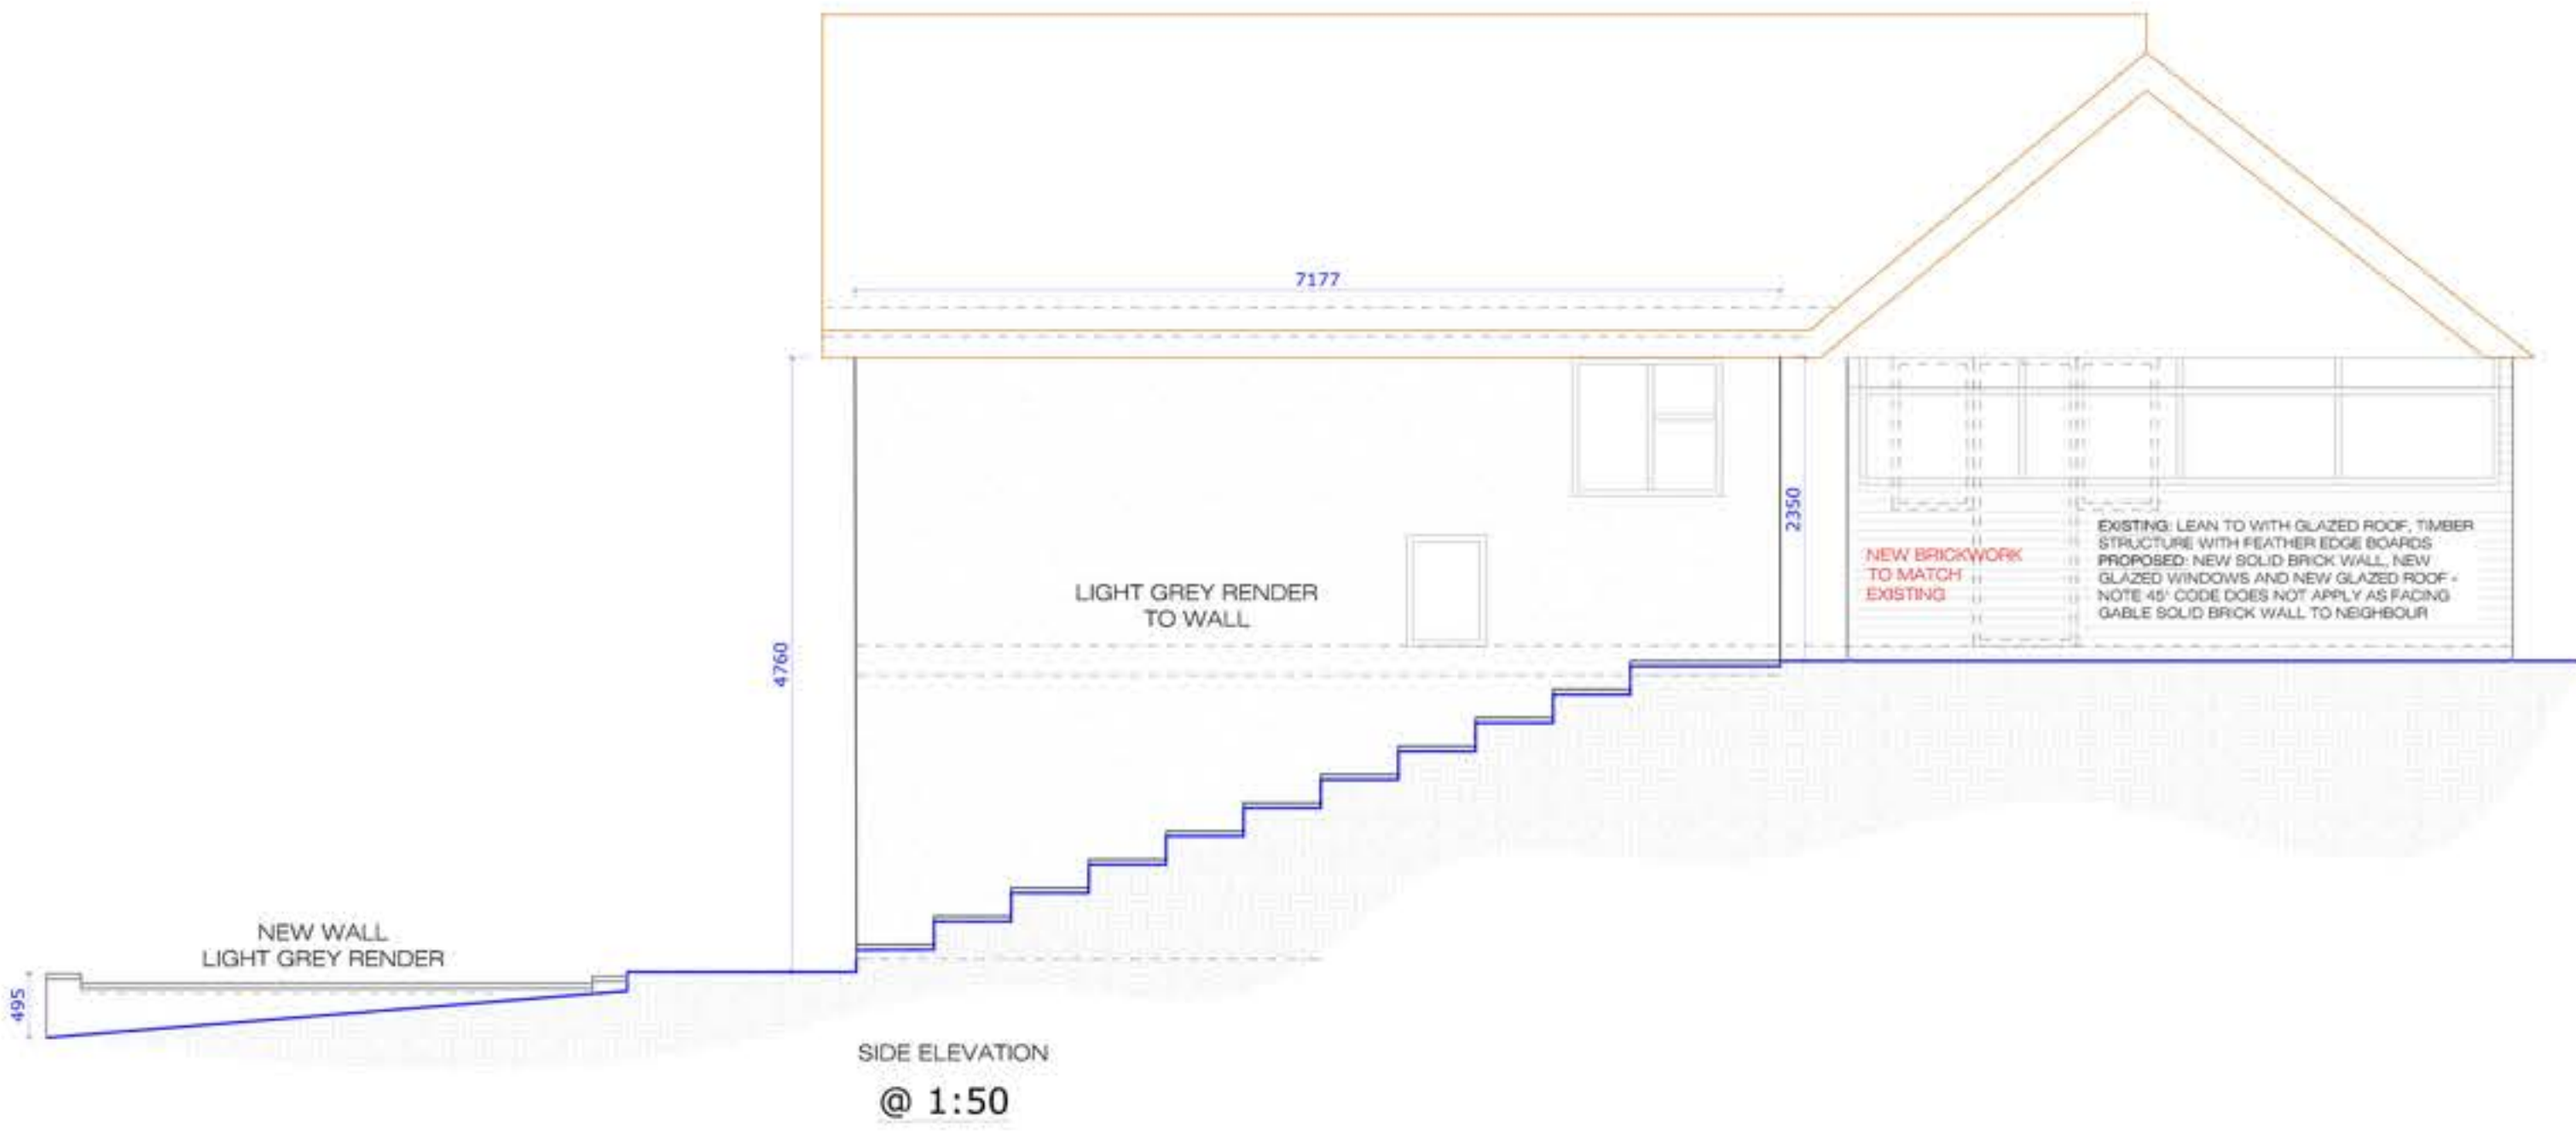 7177
4760
2350
LIGHT GREY RENDER
TO WALL
NEW BRICKWORK
TO MATCH
EXISTING
EXISTING: LEAN TO WITH GLAZED ROOF, TIMBER
STRUCTURE WITH FEATHER EDGE BOARDS
PROPOSED: NEW SOLID BRICK WALL, NEW
GLAZED WINDOWS AND NEW GLAZED ROOF -
NOTE 45° CODE DOES NOT APPLY AS FACING
GABLE SOLID BRICK WALL TO NEIGHBOUR
NEW WALL
LIGHT GREY RENDER
495
SIDE ELEVATION
@ 1:50